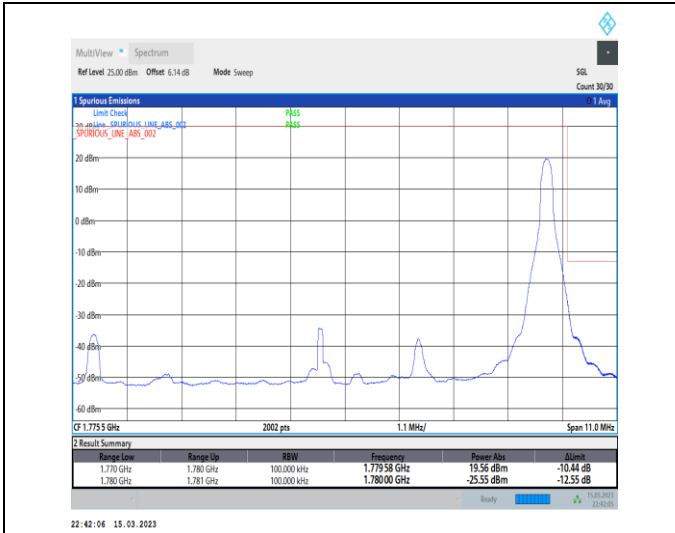 MultiView Spectrum
Ref Level 25.00 dBm Offset 6.14 dB Mode Sweep SGL
Count 30/30
1 Spurious Emissions 1 Avg
Limit Check PASS
Line _SPURIOUS_LINE_ABS_002 PASS
_SPURIOUS_LINE_ABS_002
20 dBm
10 dBm
0 dBm
-10 dBm
-20 dBm
-30 dBm
-40 dBm
-50 dBm
-60 dBm
CF 1.7755 GHz 2002 pts 1.1 MHz/ Span 11.0 MHz
2 Result Summary
Range Low Range Up RBW Frequency Power Abs ΔLimit
1.770 GHz 1.780 GHz 100.000 kHz 1.77958 GHz 19.56 dBm -10.44 dB
1.780 GHz 1.781 GHz 100.000 kHz 1.78000 GHz -25.55 dBm -12.55 dB
Ready 15.03.2023
22:42:05
22:42:06 15.03.2023